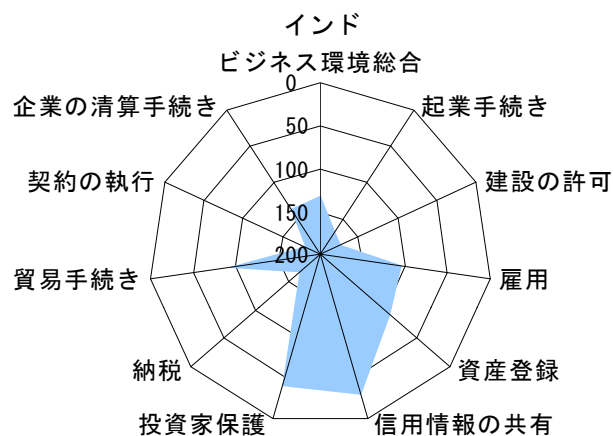 インド
ビジネス環境総合
起業手続き
建設の許可
雇用
資産登録
信用情報の共有
投資家保護
納税
貿易手続き
契約の執行
企業の清算手続き
0
50
100
150
200